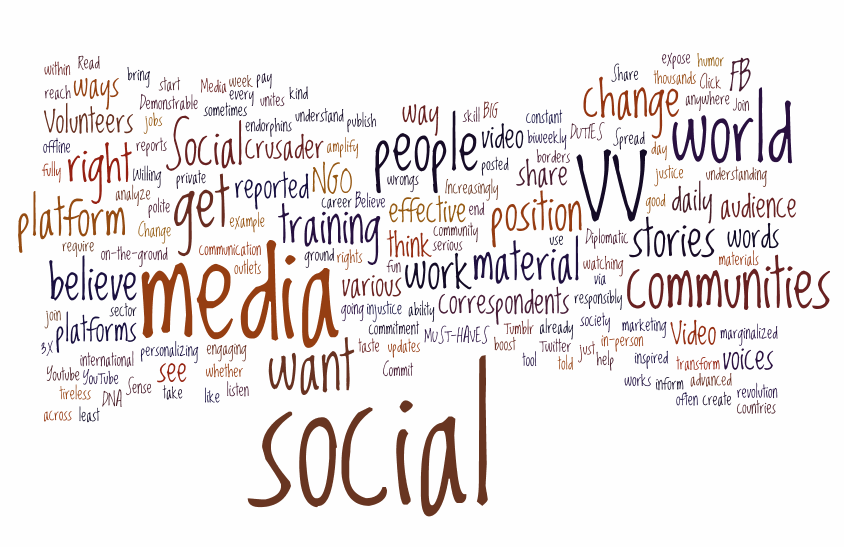 within Read
reach ways bring start Media week pay
Volunteers jobs Demonstrable every unites kind
offline reports Social sometimes endorphins understand publish
fully right Willing private Crusader amplify
analyze polite get reported NGO
platform Change example career Believe
require on-the-ground communication training
believe outlets ground rights
media
join sector platforms
3X international personalizing engaging
Youtube YouTube see whether
tireless DNA Sense take like listen
across least
want
social
way skill BIG constant
people video biweekly DUTIES
wrongs posted borders
Increasingly share VV
effective end position
community
think serious use Diplomatic
fun work material watching
various via
going injustice ability Correspondents responsibly
commitment MUST-HAVES Tumblr already society
taste updates boost Twitter just in-person
Commit tool told help
expose humor FB
Share thousands Click
change anywhere Join
Spread day world
justice understanding
good daily audience
stories words
materials
communities
marketing Video marginalized
inspired transform voices
works inform advanced
often create revolution
countries